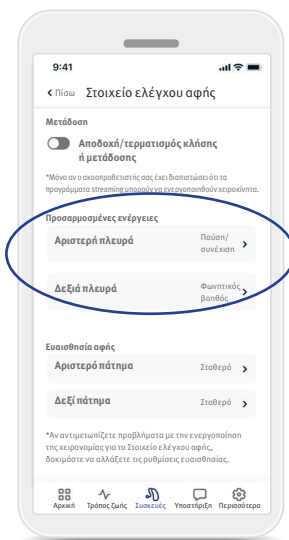 9:41
Πίσω Στοιχείο ελέγχου αφής
Μετάδοση
Αποδοχή/τερματισμός κλήσης
ή μετάδοσης
*Μόνο αν ο ακοοπροθετιστής σας έχει διαπιστώσει ότι τα
προγράμματα streaming μπορούν να ενεργοποιηθούν χειροκίνητα.
Προσαρμοσμένες ενέργειες
Αριστερή πλευρά Παύση/
συνέχιση
Δεξιά πλευρά Φωνητικός
βοηθός
Ευαισθησία αφής
Αριστερό πάτημα Σταθερό
Δεξί πάτημα Σταθερό
*Αν αντιμετωπίζετε προβλήματα με την ενεργοποίηση
της χειρονομίας για το Στοιχείο ελέγχου αφής,
δοκιμάστε να αλλάξετε τις ρυθμίσεις ευαισθησίας.
Αρχική Τρόπος ζωής Συσκευές Υποστήριξη Περισσότερα